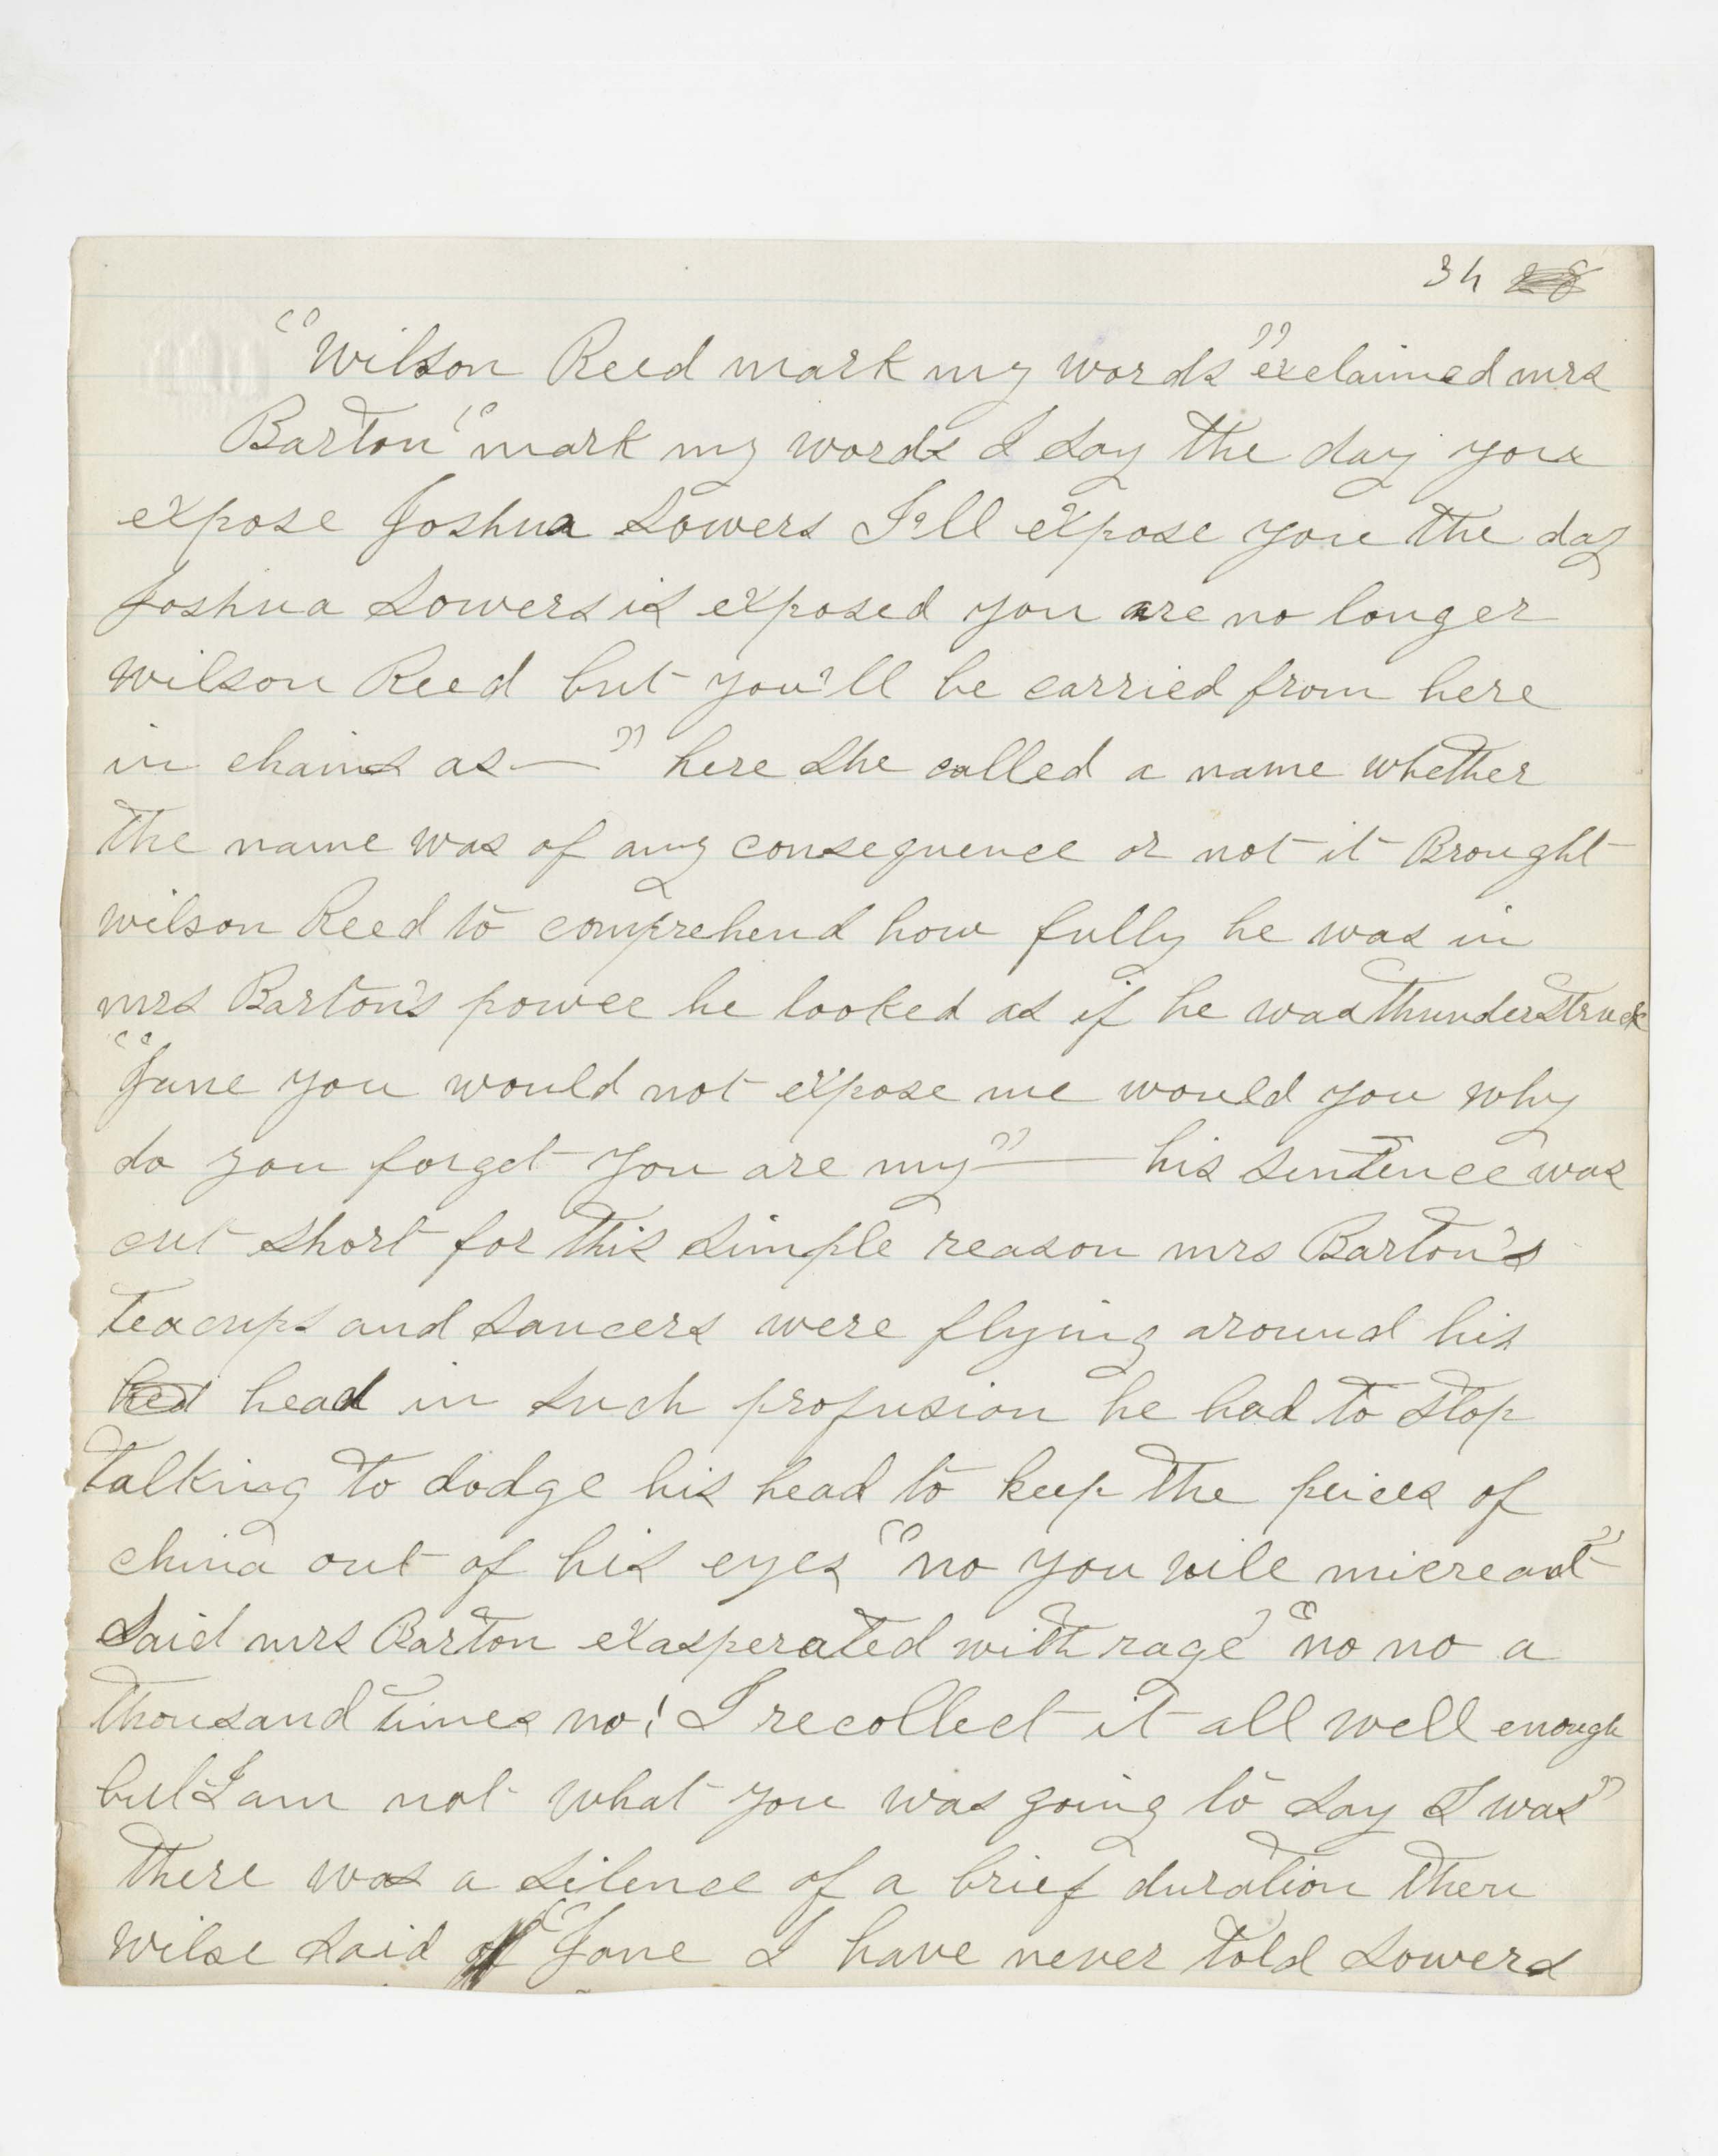 34
"Wilson Reed mark my words" exclaimed mrs
Barton "mark my words I say the day you
expose Joshua Sowers I'll expose you the day
Joshua Sowers is exposed you are no longer
Wilson Reed but you'll be carried from here
in chains as—" here she called a name whether
the name was of any consequence or not it Brought
wilson Reed to comprehend how fully he was in
mrs Barton's power he looked as if he was thunderstruck
"Jane you would not expose me would you why
do you forget you are my"— his sentence was
cut short for this simple reason mrs Barton's
teacups and saucers were flying around his
head in such profusion he had to stop
talking to dodge his head to keep the peices of
china out of his eyes "no you vile micreant"
said mrs Barton exasperated with rage "no no a
thousand times no! I recollect it all well enough
but I am not what you was going to say I was"
there was a silence of a brief duration then
Wilse said "Jane I have never told Sowers